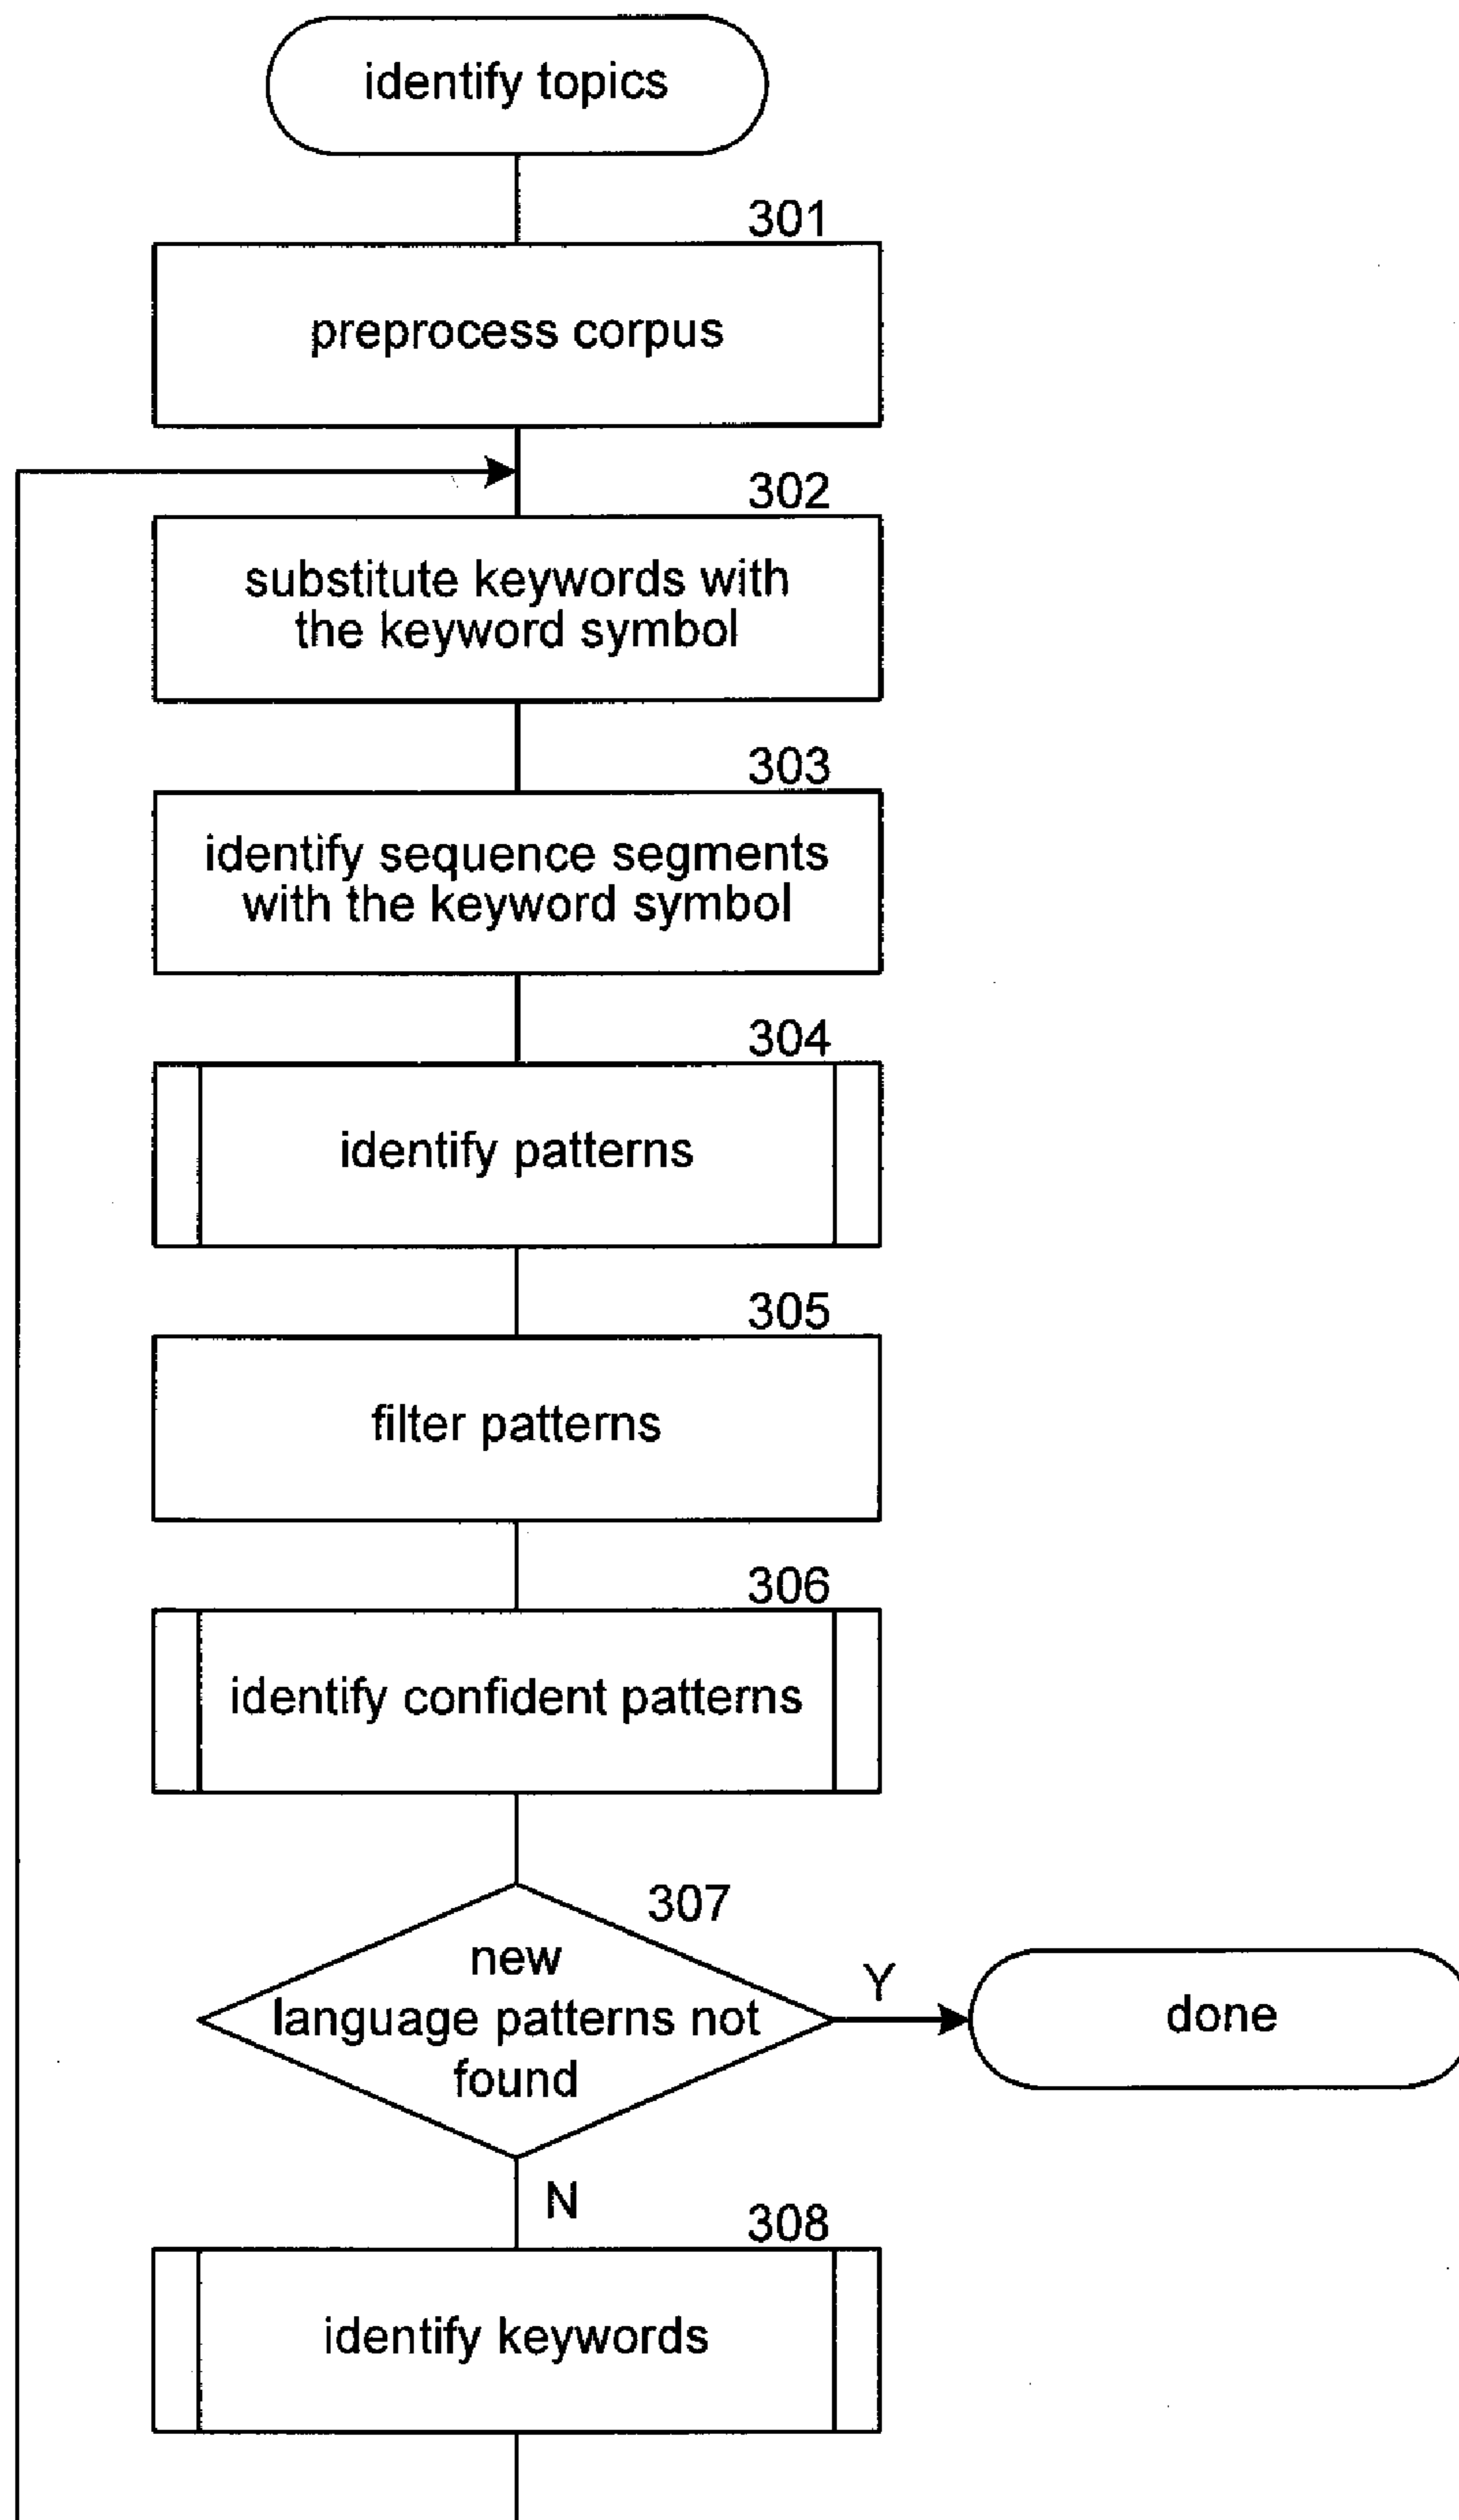 identify topics
301
preprocess corpus
302
substitute keywords with
the keyword symbol
303
identify sequence segments
with the keyword symbol
304
identify patterns
305
filter patterns
306
identify confident patterns
307
new
language patterns not
found
Y
done
N
308
identify keywords